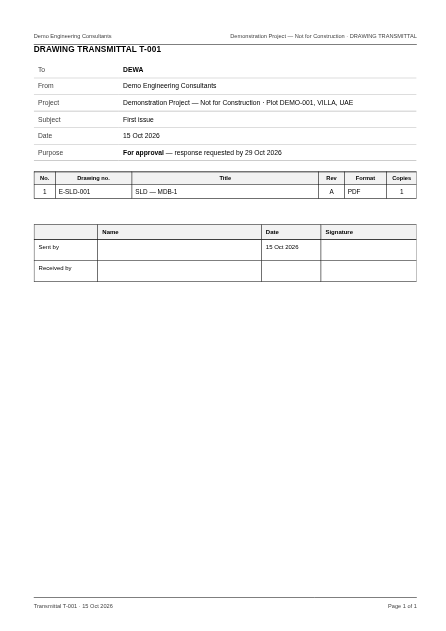 Demo Engineering Consultants Demonstration Project — Not for Construction · DRAWING TRANSMITTAL
DRAWING TRANSMITTAL T-001
To DEWA
From Demo Engineering Consultants
Project Demonstration Project — Not for Construction · Plot DEMO-001, VILLA, UAE
Subject First issue
Date 15 Oct 2026
Purpose For approval — response requested by 29 Oct 2026
No. Drawing no. Title Rev Format Copies
1 E-SLD-001 SLD — MDB-1 A PDF 1
Name Date Signature
Sent by 15 Oct 2026
Received by
Transmittal T-001 · 15 Oct 2026 Page 1 of 1